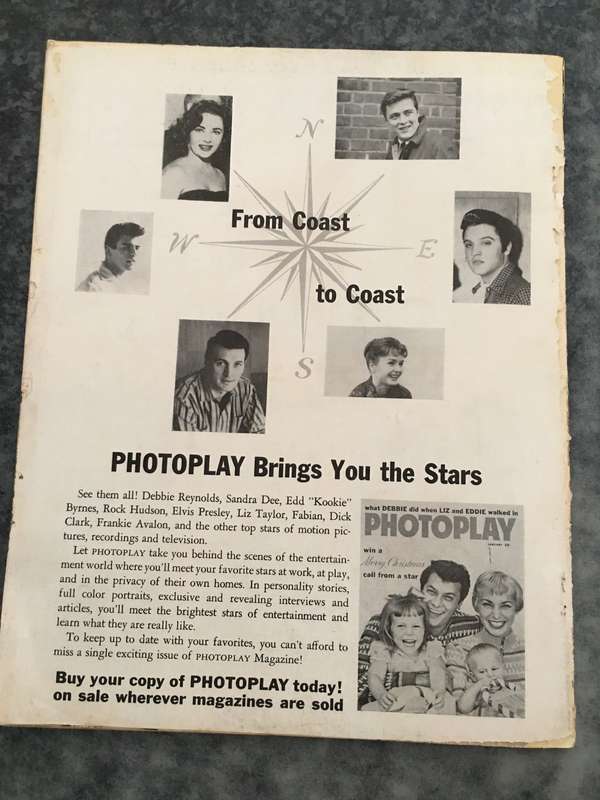 N
From Coast
W
E
to Coast
S
PHOTOPLAY Brings You the Stars
See them all! Debbie Reynolds, Sandra Dee, Edd "Kookie"
Byrnes, Rock Hudson, Elvis Presley, Liz Taylor, Fabian, Dick
Clark, Frankie Avalon, and the other top stars of motion pic-
tures, recordings and television.
Let PHOTOPLAY take you behind the scenes of the entertain-
ment world where you'll meet your favorite stars at work, at play,
and in the privacy of their own homes. In personality stories,
full color portraits, exclusive and revealing interviews and
articles, you'll meet the brightest stars of entertainment and
learn what they are really like.
To keep up to date with your favorites, you can't afford to
miss a single exciting issue of PHOTOPLAY Magazine!
Buy your copy of PHOTOPLAY today!
on sale wherever magazines are sold
what DEBBIE did when LIZ and EDDIE walked in
PHOTOPLAY
win a
Merry Christmas
call from a star